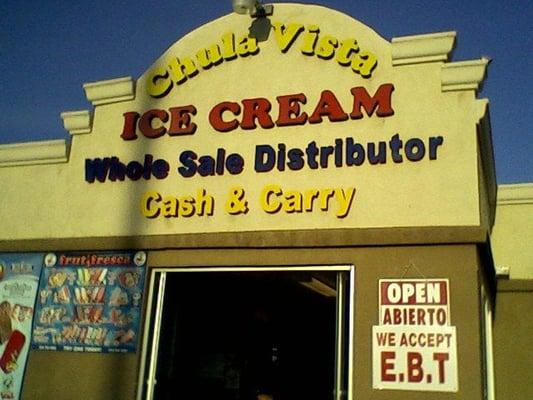 Chula Vista
ICE CREAM
Whole Sale Distributor
Cash & Carry
fruti fresca
OPEN
ABIERTO
WE ACCEPT
E.B.T